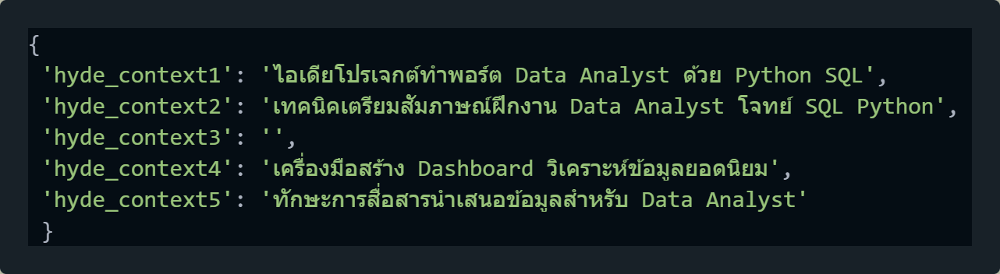 {
'hyde_context1': 'ไอเดียโปรเจกต์ทำพอร์ต Data Analyst ด้วย Python SQL',
'hyde_context2': 'เทคนิคเตรียมสัมภาษณ์ฝึกงาน Data Analyst โจทย์ SQL Python',
'hyde_context3': '',
'hyde_context4': 'เครื่องมือสร้าง Dashboard วิเคราะห์ข้อมูลยอดนิยม',
'hyde_context5': 'ทักษะการสื่อสารนำเสนอข้อมูลสำหรับ Data Analyst'
}